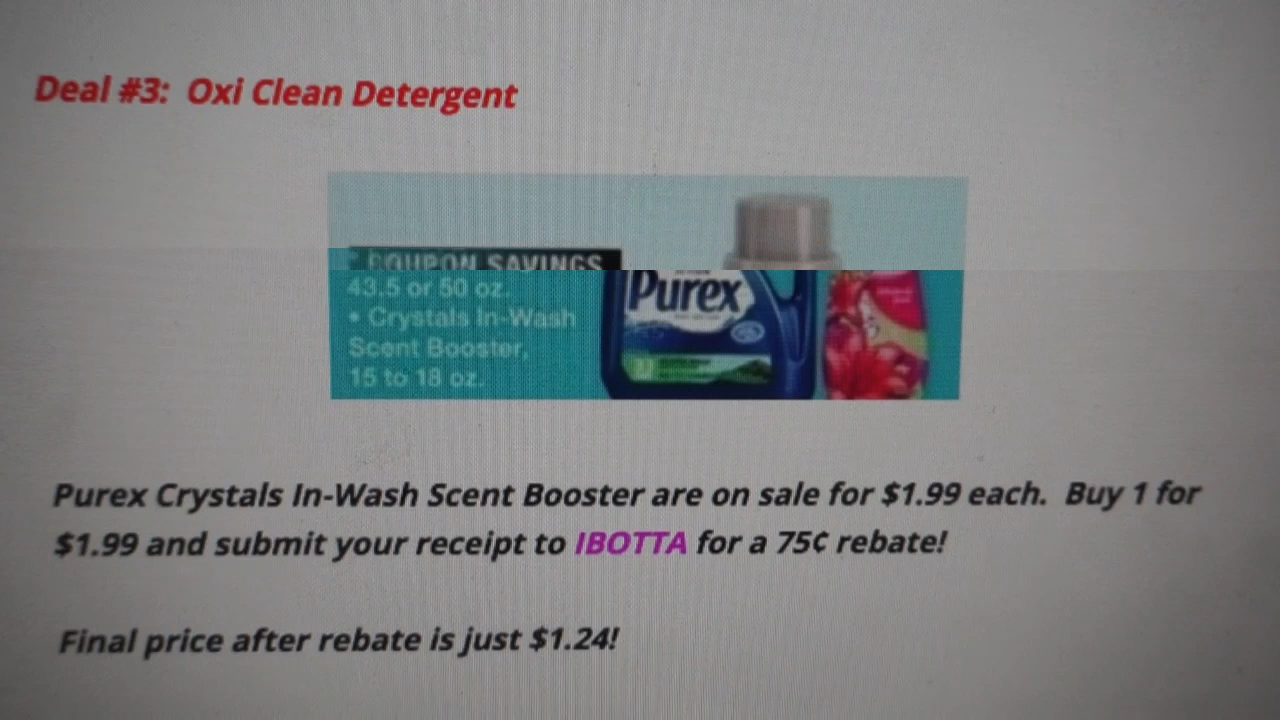 Deal #3: Oxi Clean Detergent
COUPON SAVINGS
43.5 or 50 oz.
• Crystals In-Wash
Scent Booster,
15 to 18 oz.
Purex
Purex Crystals In-Wash Scent Booster are on sale for $1.99 each. Buy 1 for
$1.99 and submit your receipt to IBOTTA for a 75¢ rebate!
Final price after rebate is just $1.24!